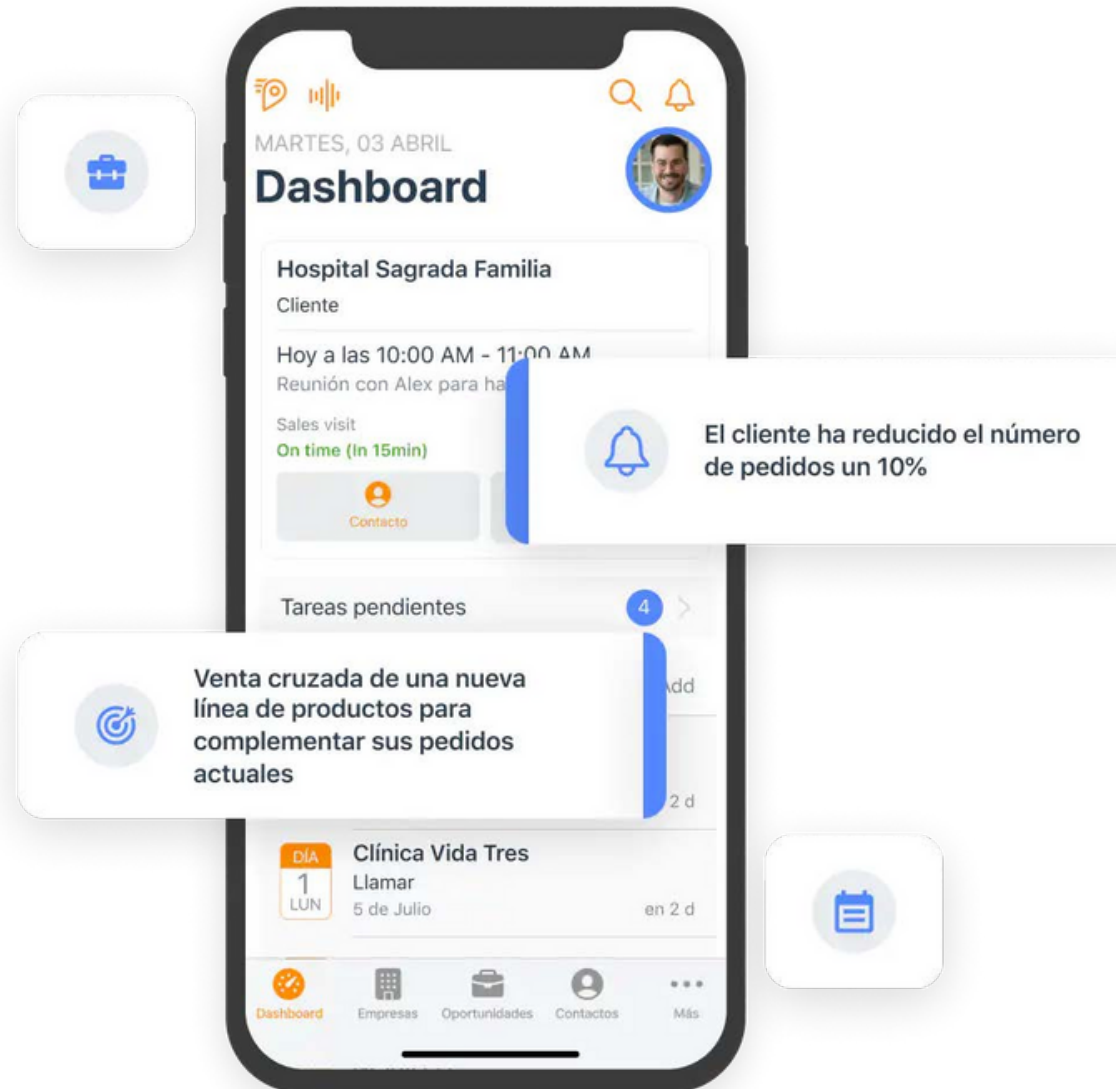 MARTES, 03 ABRIL
Dashboard
Hospital Sagrada Familia
Cliente
Hoy a las 10:00 AM - 11:00 AM
Reunión con Alex para ha
Sales visit
On time (In 15min)
Contacto
El cliente ha reducido el número
de pedidos un 10%
Tareas pendientes
4
Add
Venta cruzada de una nueva
línea de productos para
complementar sus pedidos
actuales
2 d
DÍA
1
LUN
Clínica Vida Tres
Llamar
5 de Julio
en 2 d
Dashboard
Empresas
Oportunidades
Contactos
Más